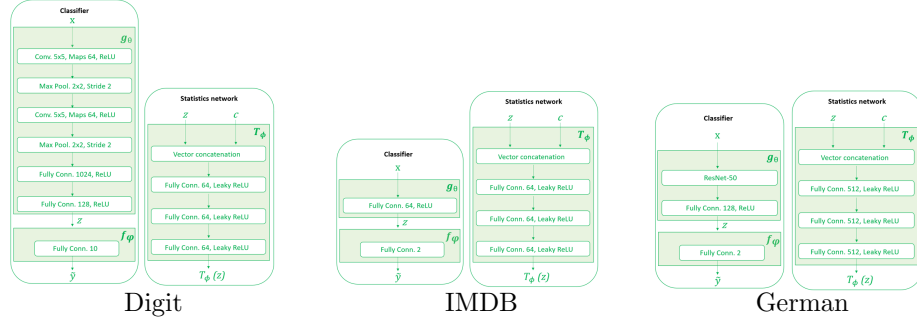 Classifier
x
gθ
Conv. 5x5, Maps 64, ReLU
Max Pool. 2x2, Stride 2
Conv. 5x5, Maps 64, ReLU
Max Pool. 2x2, Stride 2
Fully Conn. 1024, ReLU
Fully Conn. 128, ReLU
z
fφ
Fully Conn. 10
ỹ
Statistics network
z c
Tϕ
Vector concatenation
Fully Conn. 64, Leaky ReLU
Fully Conn. 64, Leaky ReLU
Fully Conn. 64, Leaky ReLU
Tϕ (z)
Digit
Classifier
x
gθ
Fully Conn. 64, ReLU
z
fφ
Fully Conn. 2
ỹ
Statistics network
z c
Tϕ
Vector concatenation
Fully Conn. 64, Leaky ReLU
Fully Conn. 64, Leaky ReLU
Fully Conn. 64, Leaky ReLU
Tϕ (z)
IMDB
Classifier
x
gθ
ResNet-50
Fully Conn. 128, ReLU
z
fφ
Fully Conn. 2
ỹ
Statistics network
z c
Tϕ
Vector concatenation
Fully Conn. 512, Leaky ReLU
Fully Conn. 512, Leaky ReLU
Fully Conn. 512, Leaky ReLU
Tϕ (z)
German